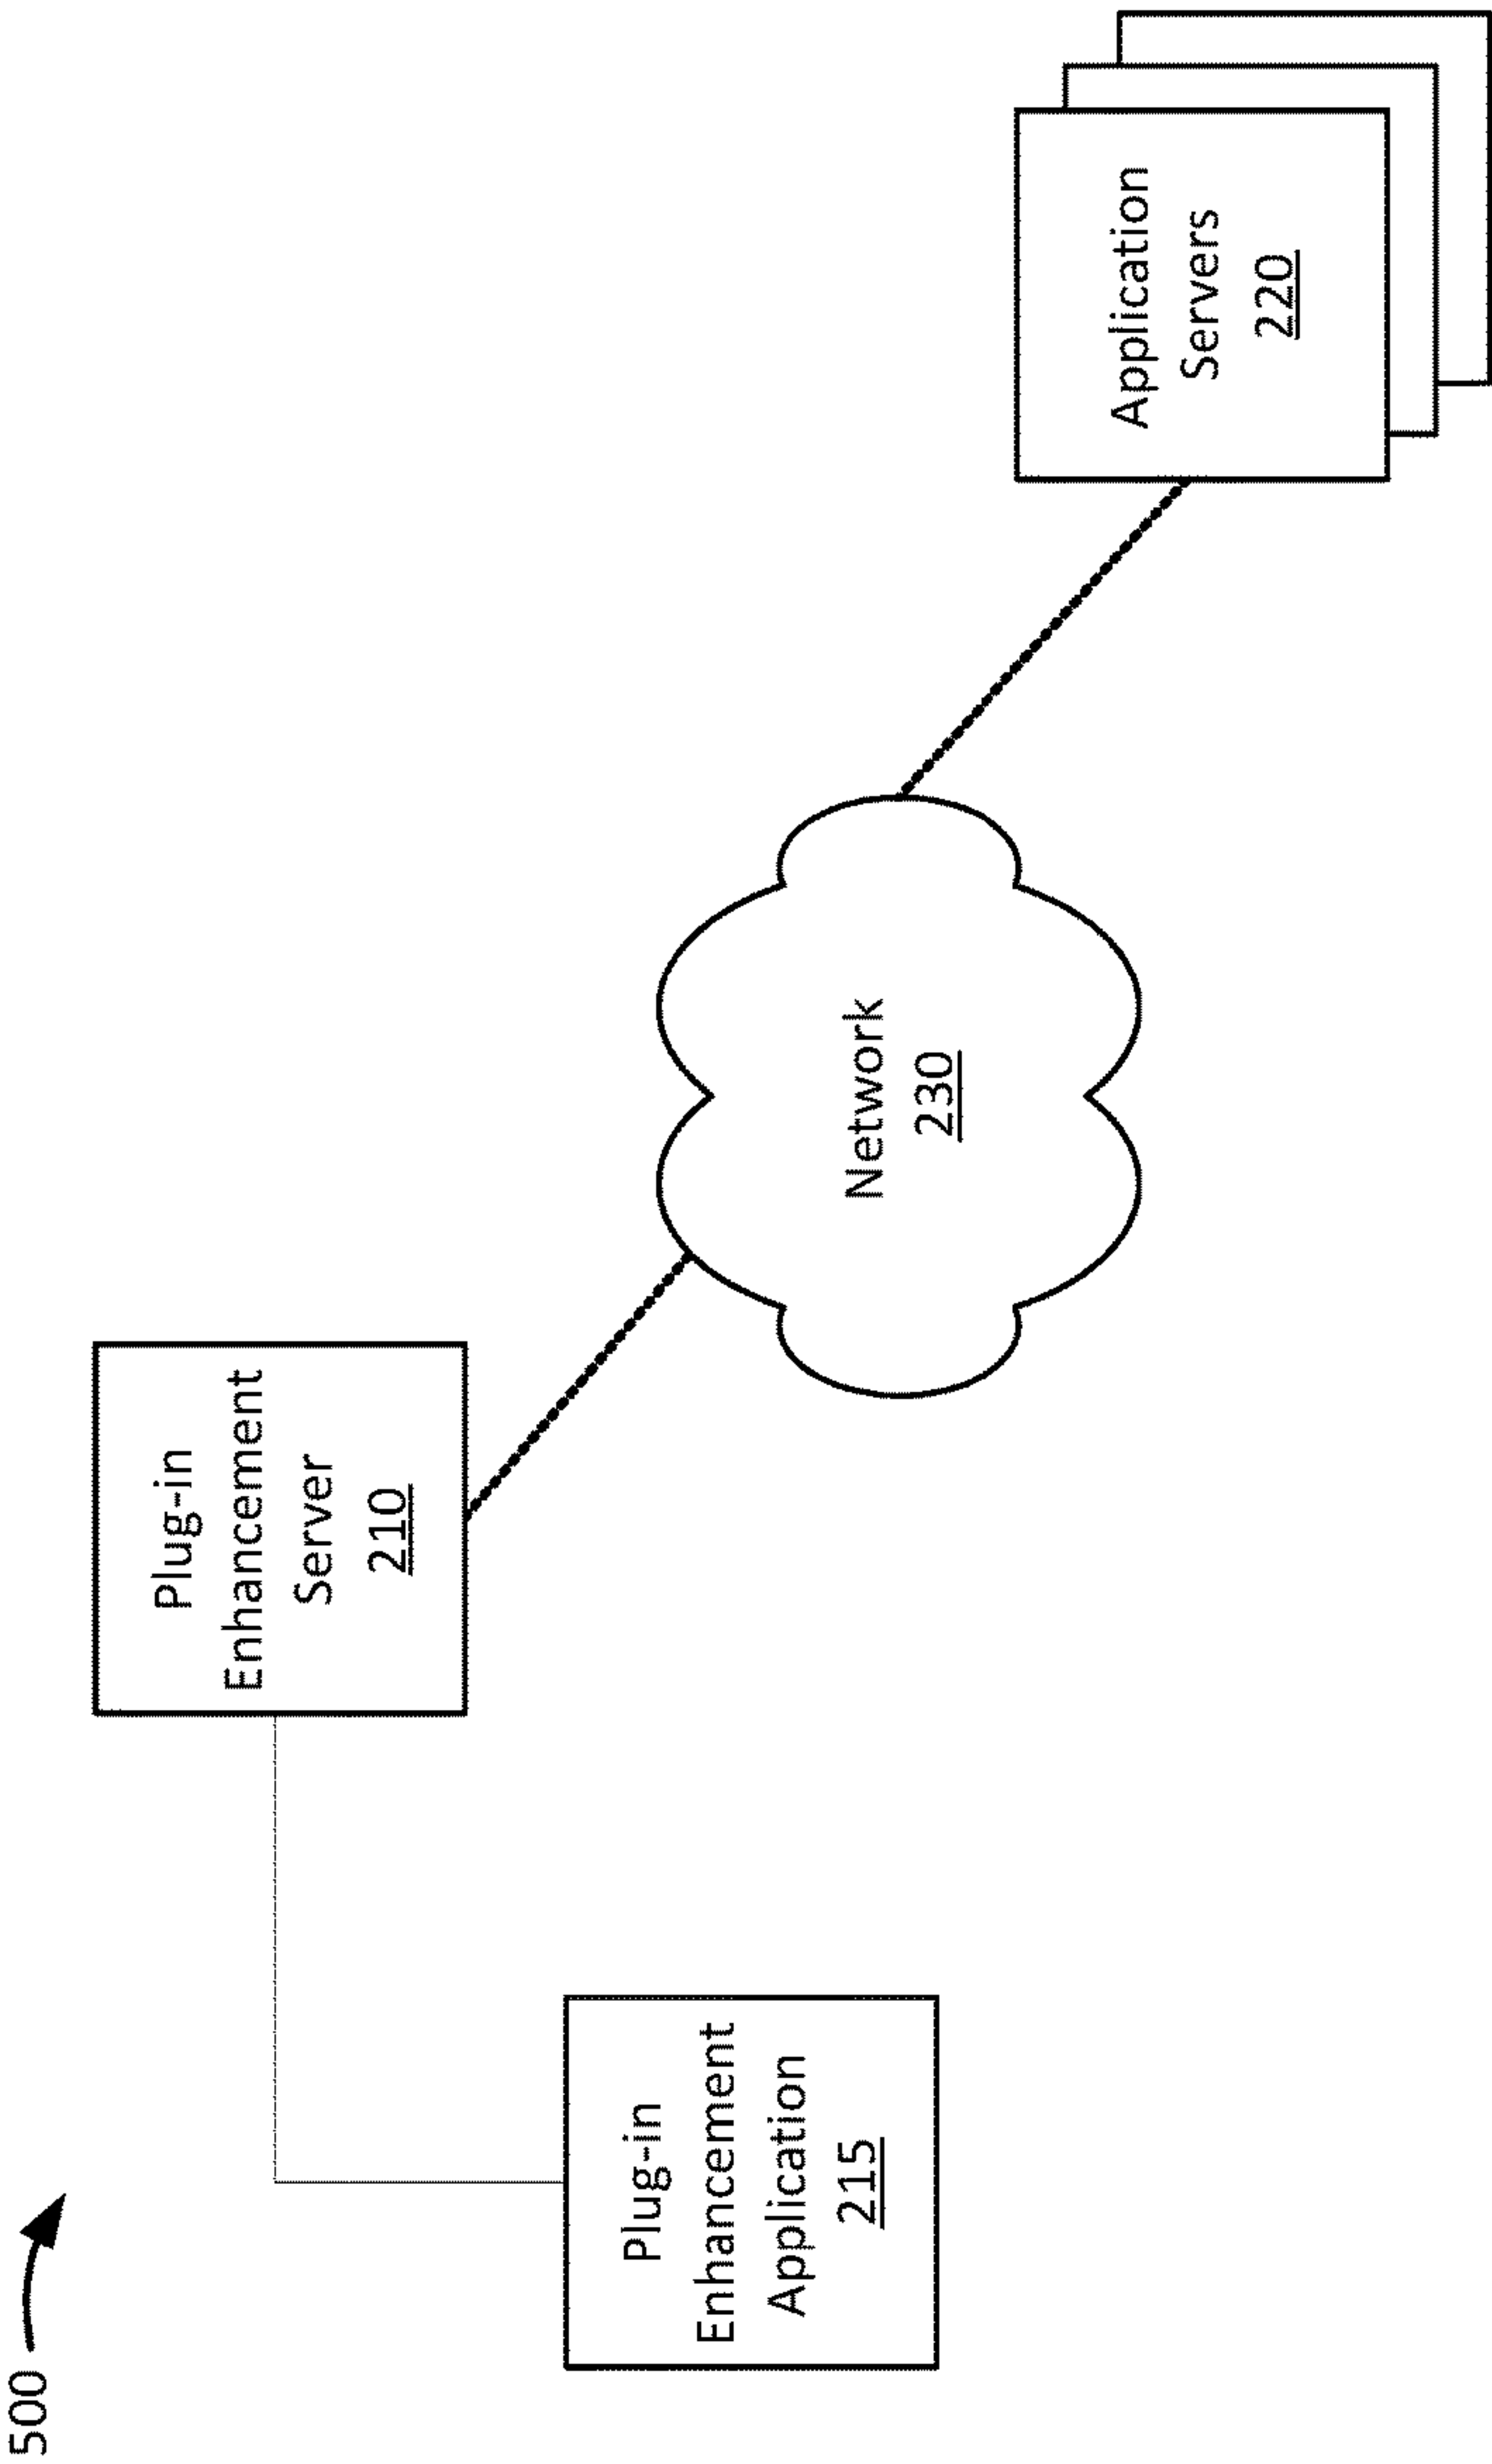 500
Plug-in
Enhancement
Server
210
Plug-in
Enhancement
Application
215
Network
230
Application
Servers
220